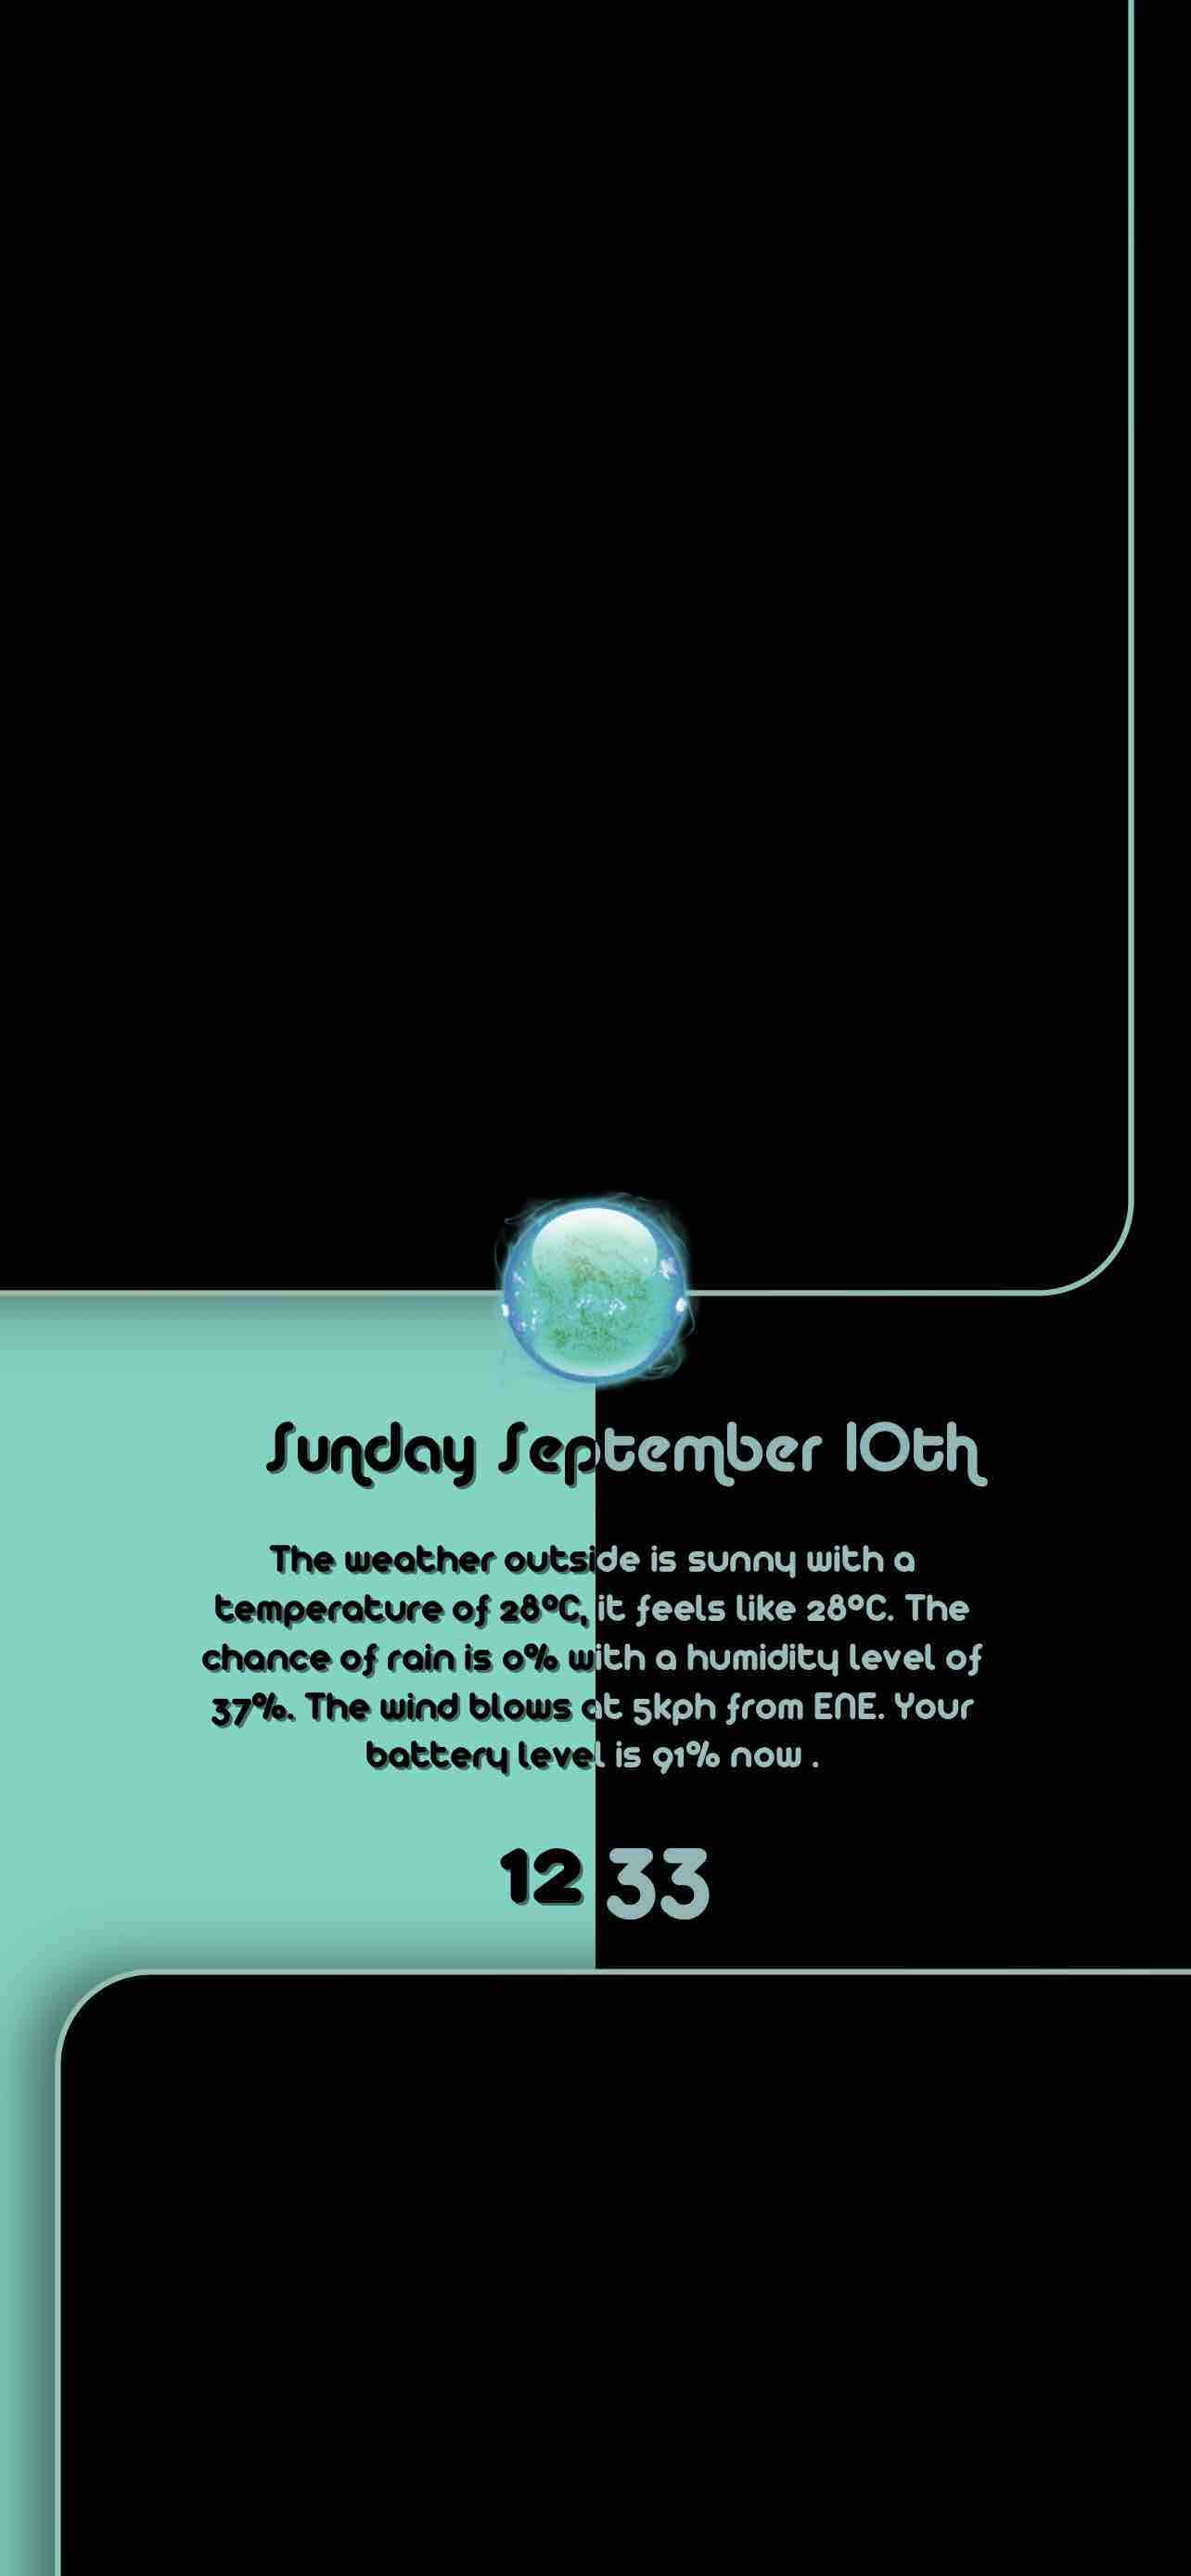 Sunday September 10th
The weather outside is sunny with a
temperature of 28°C, it feels like 28°C. The
chance of rain is 0% with a humidity level of
37%. The wind blows at 5kph from ENE. Your
battery level is 91% now .
12 33